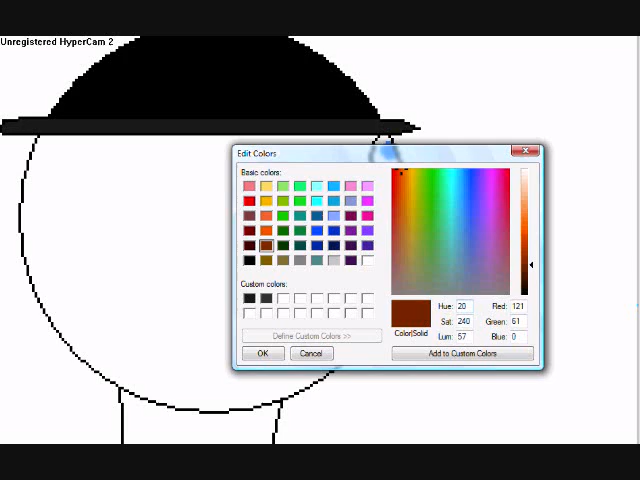 Unregistered HyperCam 2
Edit Colors
Basic colors:
Custom colors:
Define Custom Colors >>
OK Cancel
Color|Solid
Hue: 20 Red: 121
Sat: 240 Green: 61
Lum: 57 Blue: 0
Add to Custom Colors